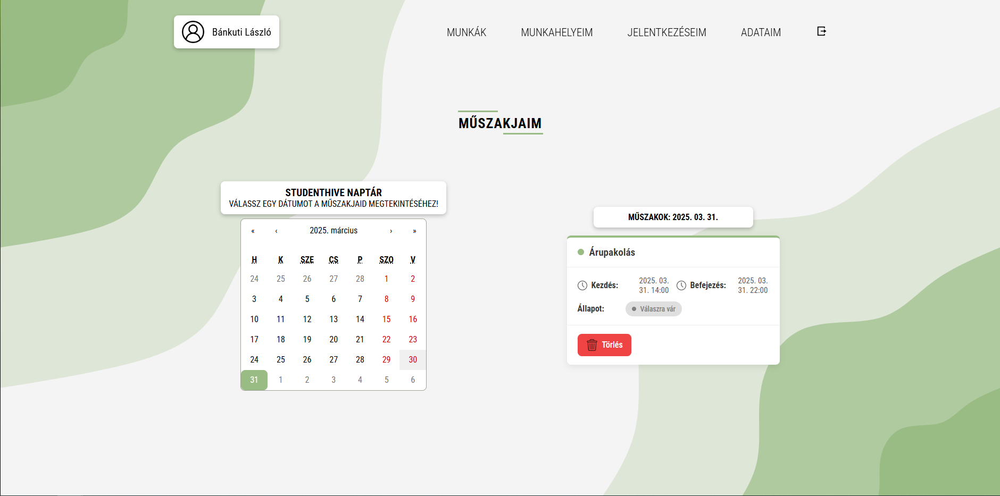 Bánkuti László
MUNKÁK MUNKAHELYEIM JELENTKEZÉSEIM ADATAIM
MŰSZAKJAIM
STUDENTHIVE NAPTÁR
VÁLASSZ EGY DÁTUMOT A MŰSZAKJAID MEGTEKINTÉSÉHEZ!
« ‹ 2025. március › »
H K SZE CS P SZO V
24 25 26 27 28 1 2
3 4 5 6 7 8 9
10 11 12 13 14 15 16
17 18 19 20 21 22 23
24 25 26 27 28 29 30
31 1 2 3 4 5 6
MŰSZAKOK: 2025. 03. 31.
Árupakolás
Kezdés: 2025. 03. 31. 14:00
Befejezés: 2025. 03. 31. 22:00
Állapot: Válaszra vár
Törlés